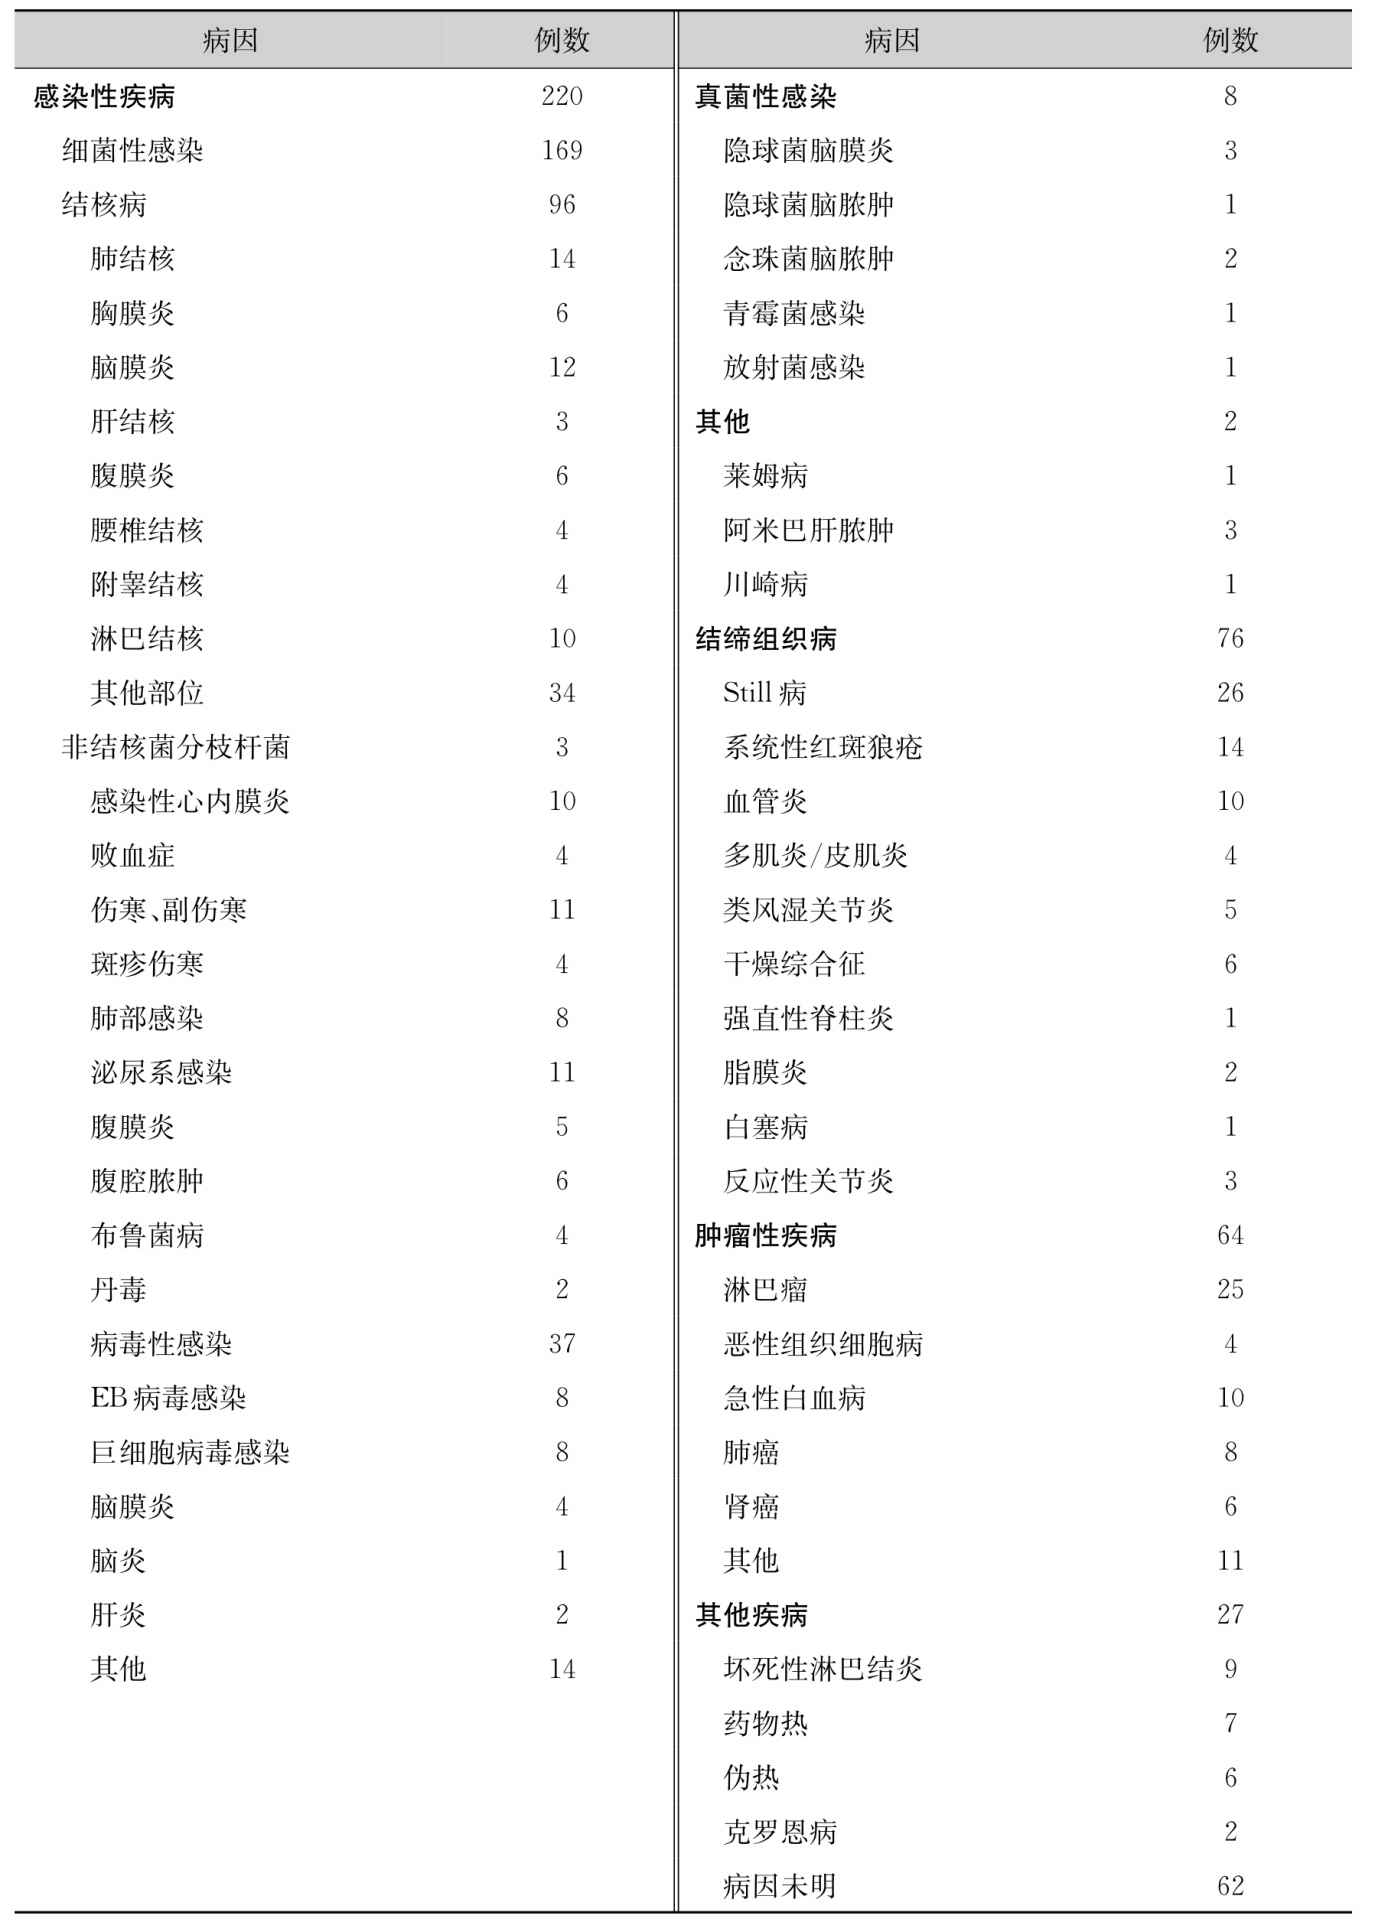 病因 例数
感染性疾病 220
细菌性感染 169
结核病 96
肺结核 14
胸膜炎 6
脑膜炎 12
肝结核 3
腹膜炎 6
腰椎结核 4
附睾结核 4
淋巴结核 10
其他部位 34
非结核菌分枝杆菌 3
感染性心内膜炎 10
败血症 4
伤寒、副伤寒 11
斑疹伤寒 4
肺部感染 8
泌尿系感染 11
腹膜炎 5
腹腔脓肿 6
布鲁菌病 4
丹毒 2
病毒性感染 37
EB病毒感染 8
巨细胞病毒感染 8
脑膜炎 4
脑炎 1
肝炎 2
其他 14
病因 例数
真菌性感染 8
隐球菌脑膜炎 3
隐球菌脑脓肿 1
念珠菌脑脓肿 2
青霉菌感染 1
放射菌感染 1
其他 2
莱姆病 1
阿米巴肝脓肿 3
川崎病 1
结缔组织病 76
Still病 26
系统性红斑狼疮 14
血管炎 10
多肌炎/皮肌炎 4
类风湿关节炎 5
干燥综合征 6
强直性脊柱炎 1
脂膜炎 2
白塞病 1
反应性关节炎 3
肿瘤性疾病 64
淋巴瘤 25
恶性组织细胞病 4
急性白血病 10
肺癌 8
肾癌 6
其他 11
其他疾病 27
坏死性淋巴结炎 9
药物热 7
伪热 6
克罗恩病 2
病因未明 62